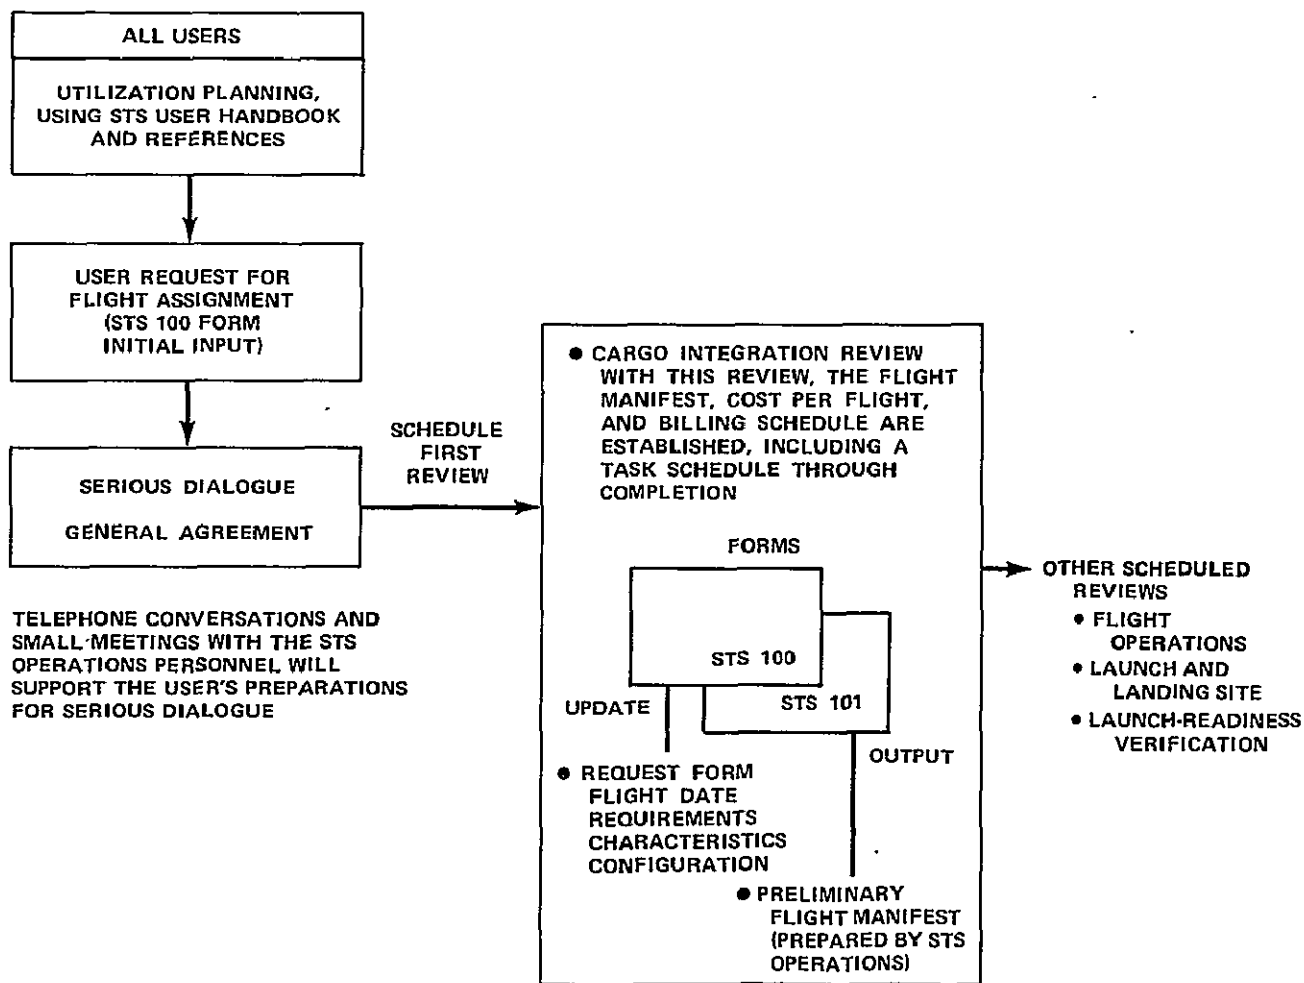 ALL USERS
UTILIZATION PLANNING,
USING STS USER HANDBOOK
AND REFERENCES
USER REQUEST FOR
FLIGHT ASSIGNMENT
(STS 100 FORM
INITIAL INPUT)
SERIOUS DIALOGUE
GENERAL AGREEMENT
TELEPHONE CONVERSATIONS AND
SMALL MEETINGS WITH THE STS
OPERATIONS PERSONNEL WILL
SUPPORT THE USER'S PREPARATIONS
FOR SERIOUS DIALOGUE
SCHEDULE
FIRST
REVIEW
● CARGO INTEGRATION REVIEW
WITH THIS REVIEW, THE FLIGHT
MANIFEST, COST PER FLIGHT,
AND BILLING SCHEDULE ARE
ESTABLISHED, INCLUDING A
TASK SCHEDULE THROUGH
COMPLETION
FORMS
STS 100
STS 101
UPDATE
OUTPUT
● REQUEST FORM
FLIGHT DATE
REQUIREMENTS
CHARACTERISTICS
CONFIGURATION
● PRELIMINARY
FLIGHT MANIFEST
(PREPARED BY STS
OPERATIONS)
OTHER SCHEDULED
REVIEWS
● FLIGHT
OPERATIONS
● LAUNCH AND
LANDING SITE
● LAUNCH-READINESS
VERIFICATION